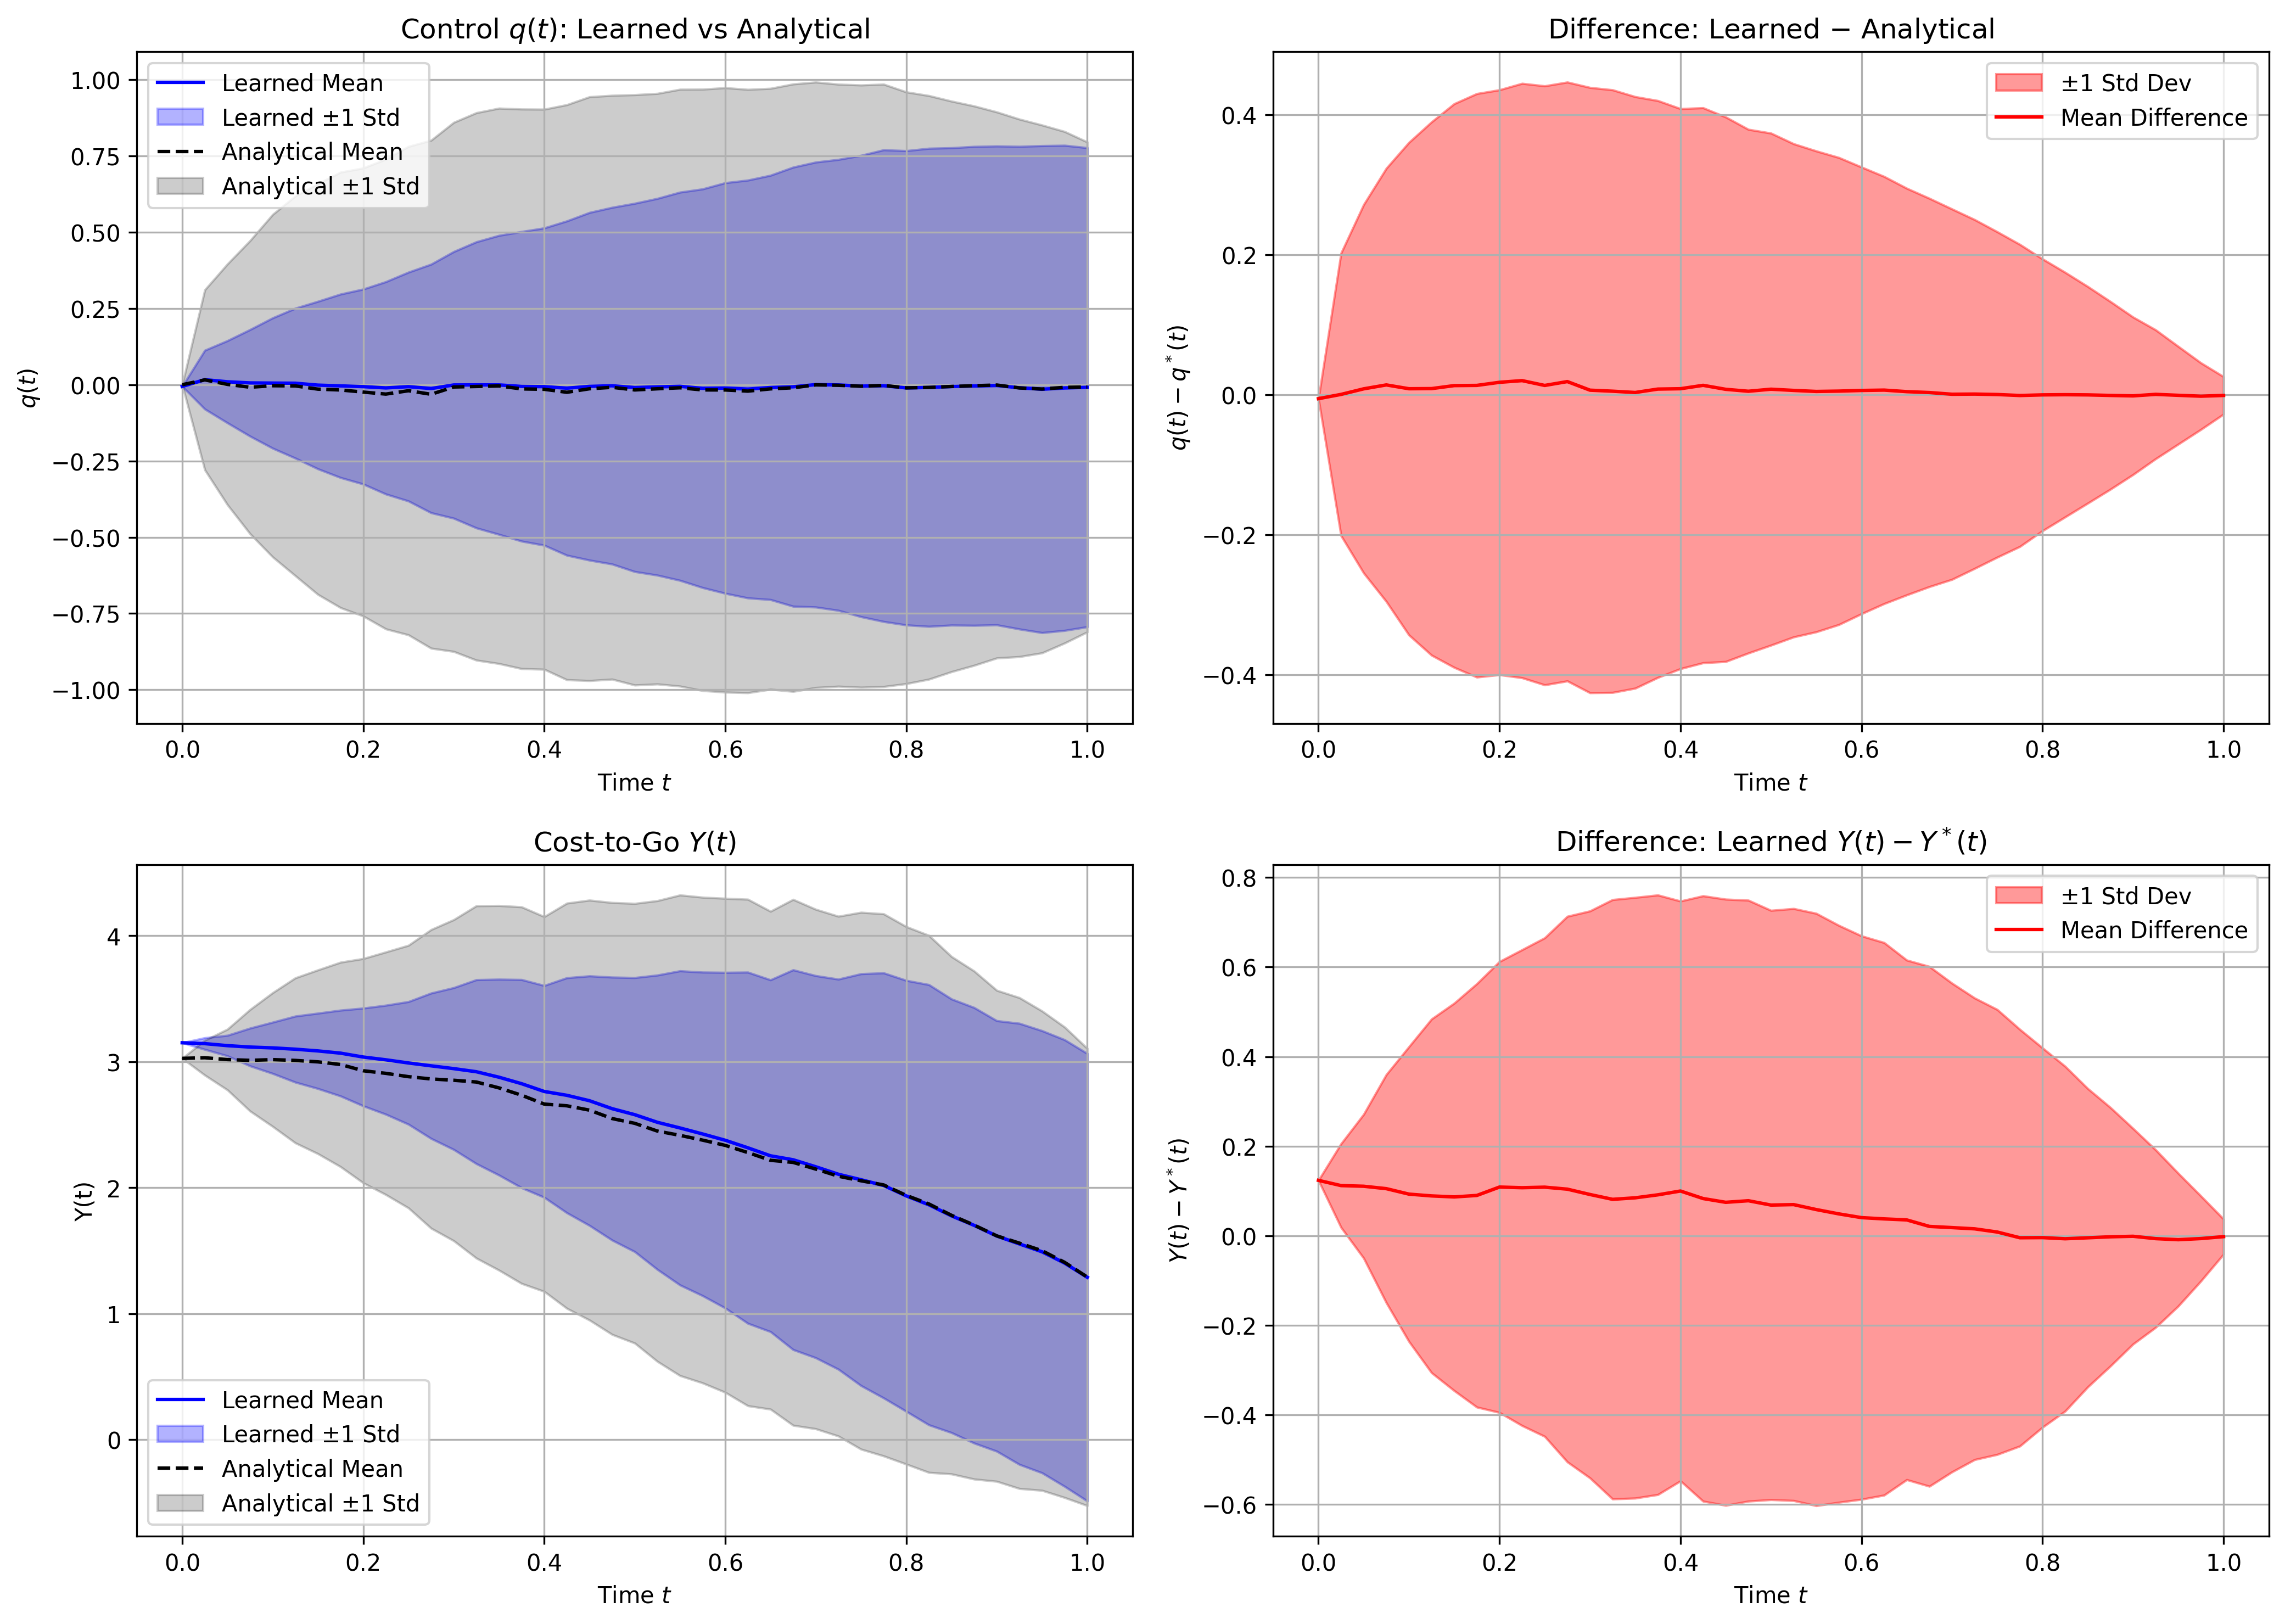 Control q(t): Learned vs Analytical
Learned Mean
Learned ±1 Std
Analytical Mean
Analytical ±1 Std
1.00
0.75
0.50
0.25
0.00
−0.25
−0.50
−0.75
−1.00
q(t)
0.0 0.2 0.4 0.6 0.8 1.0
Time t
Difference: Learned − Analytical
±1 Std Dev
Mean Difference
0.4
0.2
0.0
−0.2
−0.4
q(t) − q*(t)
0.0 0.2 0.4 0.6 0.8 1.0
Time t
Cost-to-Go Y(t)
4
3
2
1
0
Y(t)
Learned Mean
Learned ±1 Std
Analytical Mean
Analytical ±1 Std
0.0 0.2 0.4 0.6 0.8 1.0
Time t
Difference: Learned Y(t) − Y*(t)
±1 Std Dev
Mean Difference
0.8
0.6
0.4
0.2
0.0
−0.2
−0.4
−0.6
Y(t) − Y*(t)
0.0 0.2 0.4 0.6 0.8 1.0
Time t